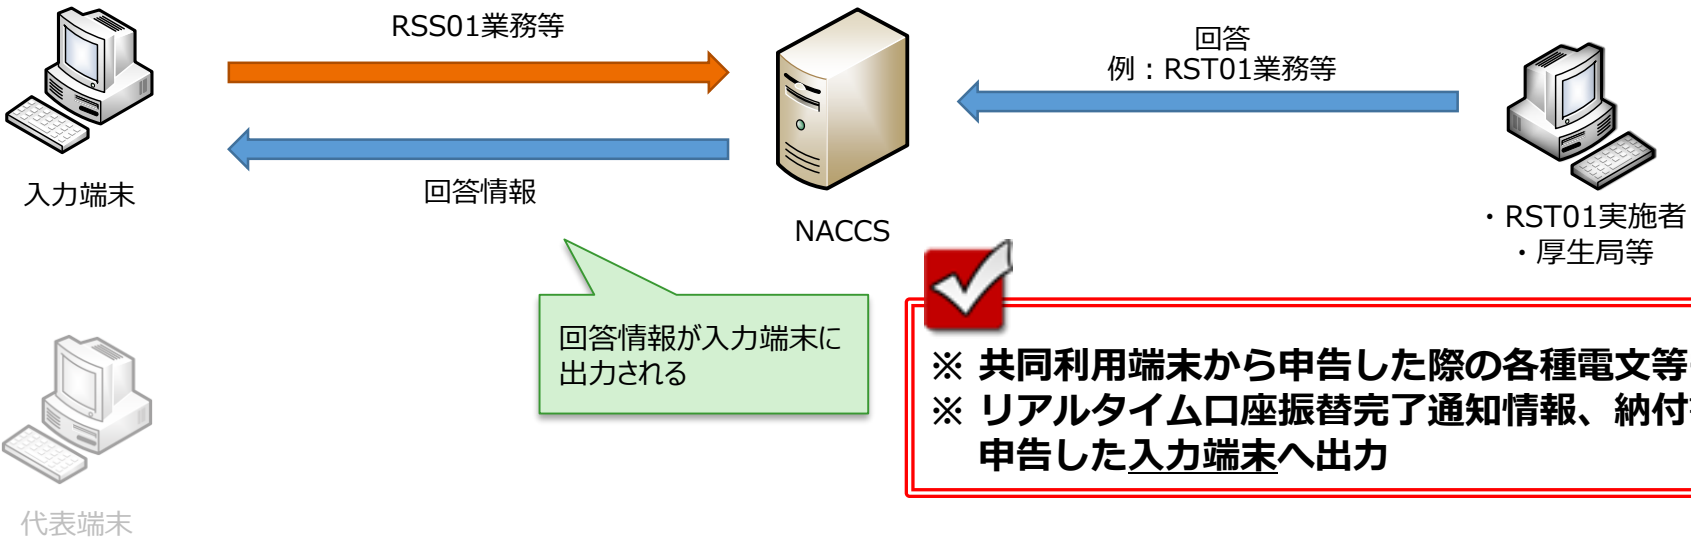 RSS01業務等
回答
例：RST01業務等
入力端末
回答情報
NACCS
・RST01実施者
・厚生局等
回答情報が入力端末に
出力される
※ 共同利用端末から申告した際の各種電文等
※ リアルタイム口座振替完了通知情報、納付
申告した入力端末へ出力
代表端末